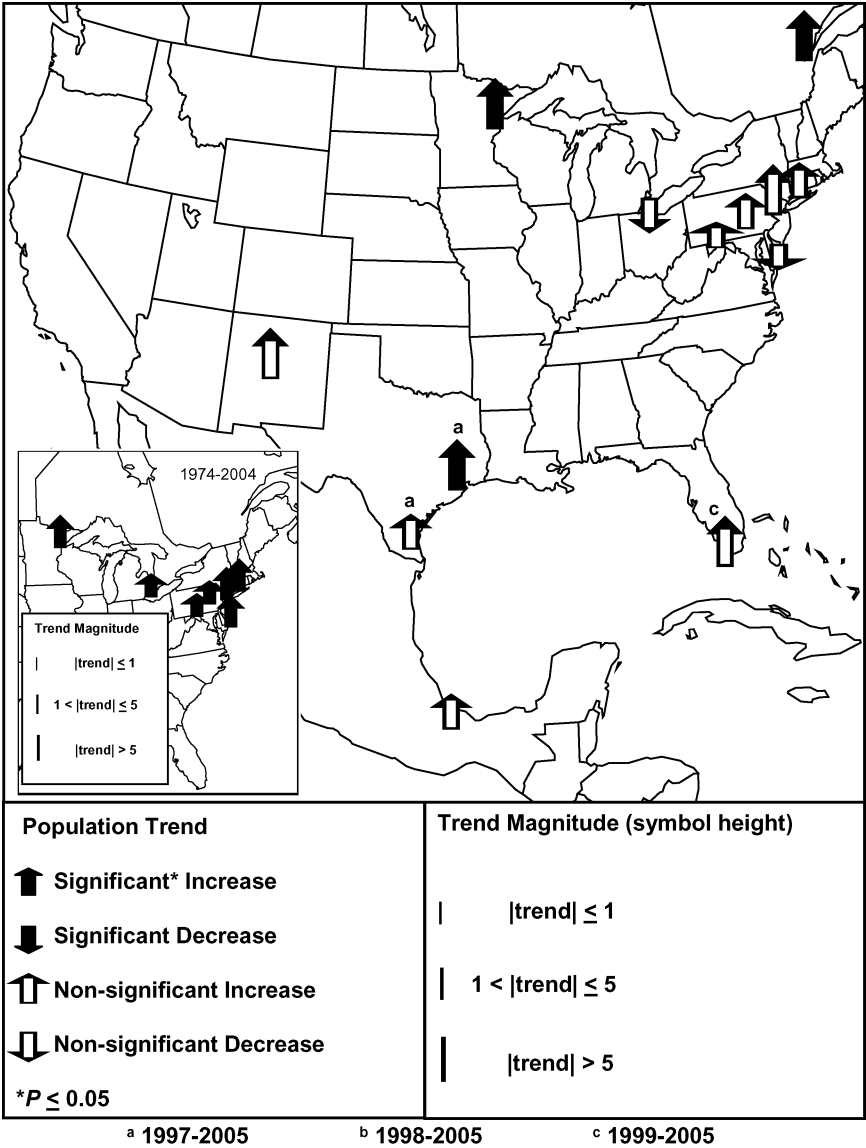 a
a
c
1974-2004
Trend Magnitude
|trend| ≤ 1
1 < |trend| ≤ 5
|trend| > 5
Population Trend
Significant* Increase
Significant Decrease
Non-significant Increase
Non-significant Decrease
*P ≤ 0.05
Trend Magnitude (symbol height)
|trend| ≤ 1
1 < |trend| ≤ 5
|trend| > 5
a 1997-2005 b 1998-2005 c 1999-2005